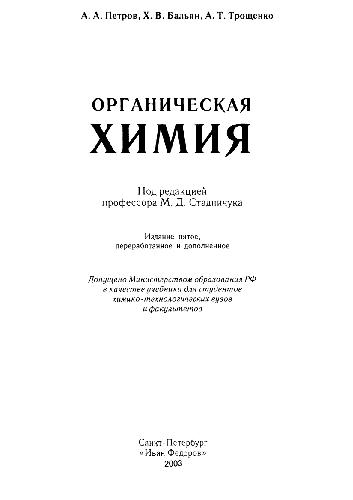 А. А. Петров, Х. В. Бальян, А. Т. Трощенко
ОРГАНИЧЕСКАЯ
ХИМИЯ
Под редакцией
профессора М. Д. Стадничука
Издание пятое,
переработанное и дополненное
Допущено Министерством образования РФ
в качестве учебника для студентов
химико-технологических вузов
и факультетов
Санкт-Петербург
«Иван Федоров»
2003